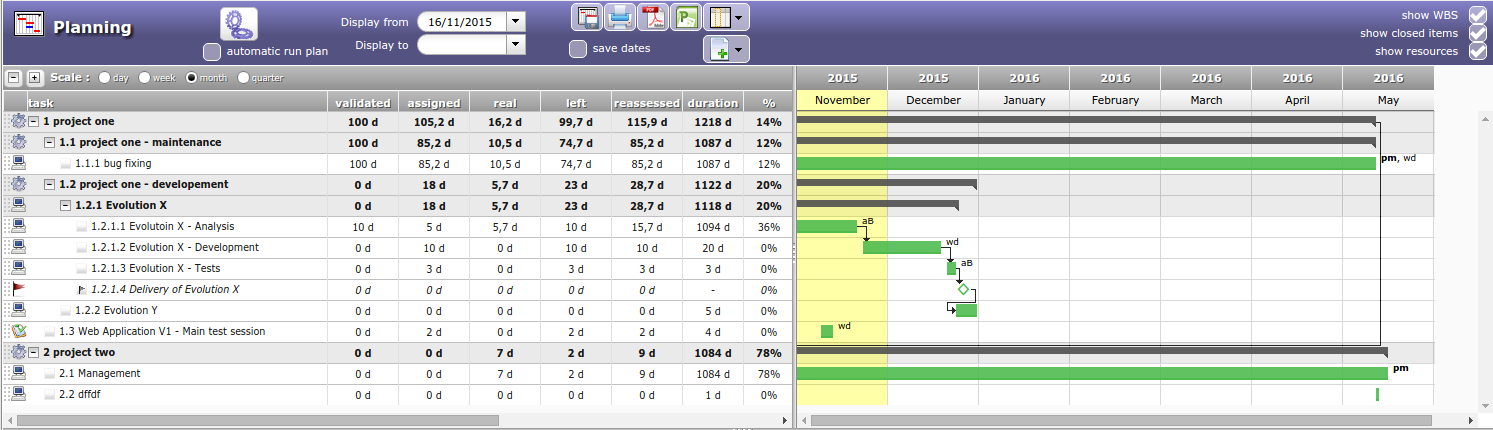 Planning
automatic run plan
Display from 16/11/2015
Display to
save dates
show WBS
show closed items
show resources
Scale : day week month quarter
2015 2015 2016 2016 2016 2016 2016
November December January February March April May
task validated assigned real left reassessed duration %
1 project one 100 d 105,2 d 16,2 d 99,7 d 115,9 d 1218 d 14%
1.1 project one - maintenance 100 d 85,2 d 10,5 d 74,7 d 85,2 d 1087 d 12%
1.1.1 bug fixing 100 d 85,2 d 10,5 d 74,7 d 85,2 d 1087 d 12% pm, wd
1.2 project one - developement 0 d 18 d 5,7 d 23 d 28,7 d 1122 d 20%
1.2.1 Evolution X 0 d 18 d 5,7 d 23 d 28,7 d 1118 d 20%
1.2.1.1 Evolutoin X - Analysis 10 d 5 d 5,7 d 10 d 15,7 d 1094 d 36% aB
1.2.1.2 Evolution X - Development 0 d 10 d 0 d 10 d 10 d 20 d 0% wd
1.2.1.3 Evolution X - Tests 0 d 3 d 0 d 3 d 3 d 3 d 0% aB
1.2.1.4 Delivery of Evolution X 0 d 0 d 0 d 0 d 0 d - 0%
1.2.2 Evolution Y 0 d 0 d 0 d 0 d 0 d 5 d 0%
1.3 Web Application V1 - Main test session 0 d 2 d 0 d 2 d 2 d 4 d 0% wd
2 project two 0 d 0 d 7 d 2 d 9 d 1084 d 78%
2.1 Management 0 d 0 d 7 d 2 d 9 d 1084 d 78% pm
2.2 dffdf 0 d 0 d 0 d 0 d 0 d 1 d 0%